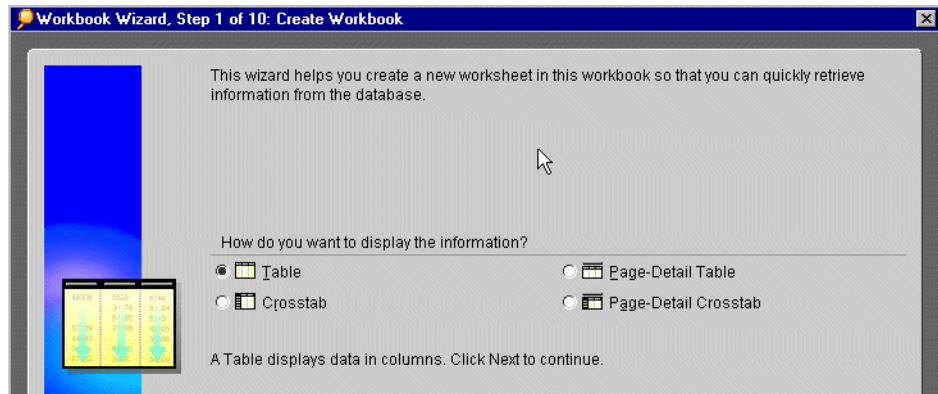 Workbook Wizard, Step 1 of 10: Create Workbook
This wizard helps you create a new worksheet in this workbook so that you can quickly retrieve
information from the database.
How do you want to display the information?
Table
Page-Detail Table
Crosstab
Page-Detail Crosstab
A Table displays data in columns. Click Next to continue.